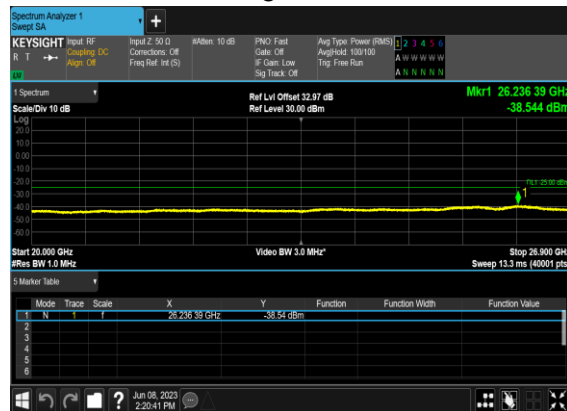 Spectrum Analyzer 1
Swept SA
+
KEYSIGHT Input: RF Input Z: 50 Ω #Atten: 10 dB PNO: Fast Avg Type: Power (RMS) 1 2 3 4 5 6
R T Coupling: DC Corrections: Off Gate: Off Avg|Hold: 100/100 A W W W W W
Align: Off Freq Ref: Int (S) IF Gain: Low Trig: Free Run
LXI Sig Track: Off A N N N N N
1 Spectrum Ref Lvl Offset 32.97 dB Mkr1 26.236 39 GHz
Scale/Div 10 dB Ref Level 30.00 dBm -38.544 dBm
Log
20.0
10.0
0.00
-10.0
-20.0
DL1 -25.00 dBm
-30.0
1
-40.0
-50.0
-60.0
Start 20.000 GHz Video BW 3.0 MHz* Stop 26.900 GHz
#Res BW 1.0 MHz Sweep 13.3 ms (40001 pts)
5 Marker Table
Mode Trace Scale X Y Function Function Width Function Value
1 N 1 f 26.236 39 GHz -38.54 dBm
2
3
4
5
6
? Jun 08, 2023
2:20:41 PM